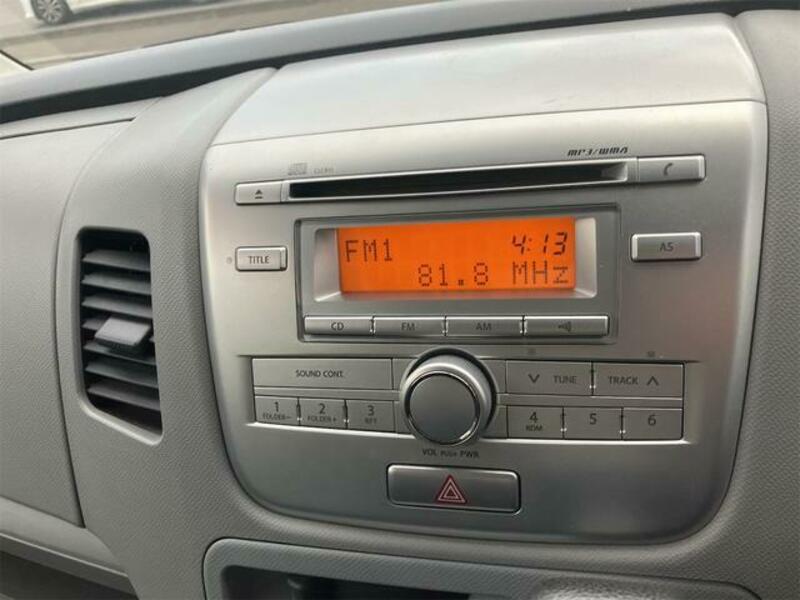 MP3/WMA
TITLE
FM1 4:13
81.8 MHz
AS
CD FM AM
SOUND CONT.
TUNE TRACK
1 2 3 4 5 6
FOLDER- FOLDER+ RPT RDM
VOL PUSH PWR